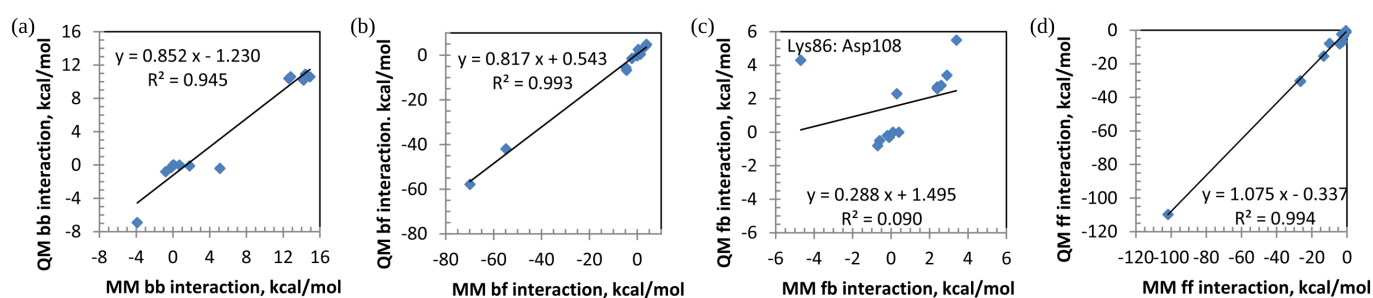 (a)
QM bb interaction, kcal/mol
16
12
8
4
0
-4
-8
y = 0.852 x - 1.230
R² = 0.945
-8 -4 0 4 8 12 16
MM bb interaction, kcal/mol
(b)
QM bf interaction. kcal/mol
0
-20
-40
-60
-80
y = 0.817 x + 0.543
R² = 0.993
-80 -60 -40 -20 0
MM bf interaction, kcal/mol
(c)
QM fb interaction, kcal/mol
6
4
2
0
-2
-4
-6
Lys86: Asp108
y = 0.288 x + 1.495
R² = 0.090
-6 -4 -2 0 2 4 6
MM fb interaction, kcal/mol
(d)
QM ff interaction, kcal/mol
0
-20
-40
-60
-80
-100
-120
y = 1.075 x - 0.337
R² = 0.994
-120 -100 -80 -60 -40 -20 0
MM ff interaction, kcal/mol